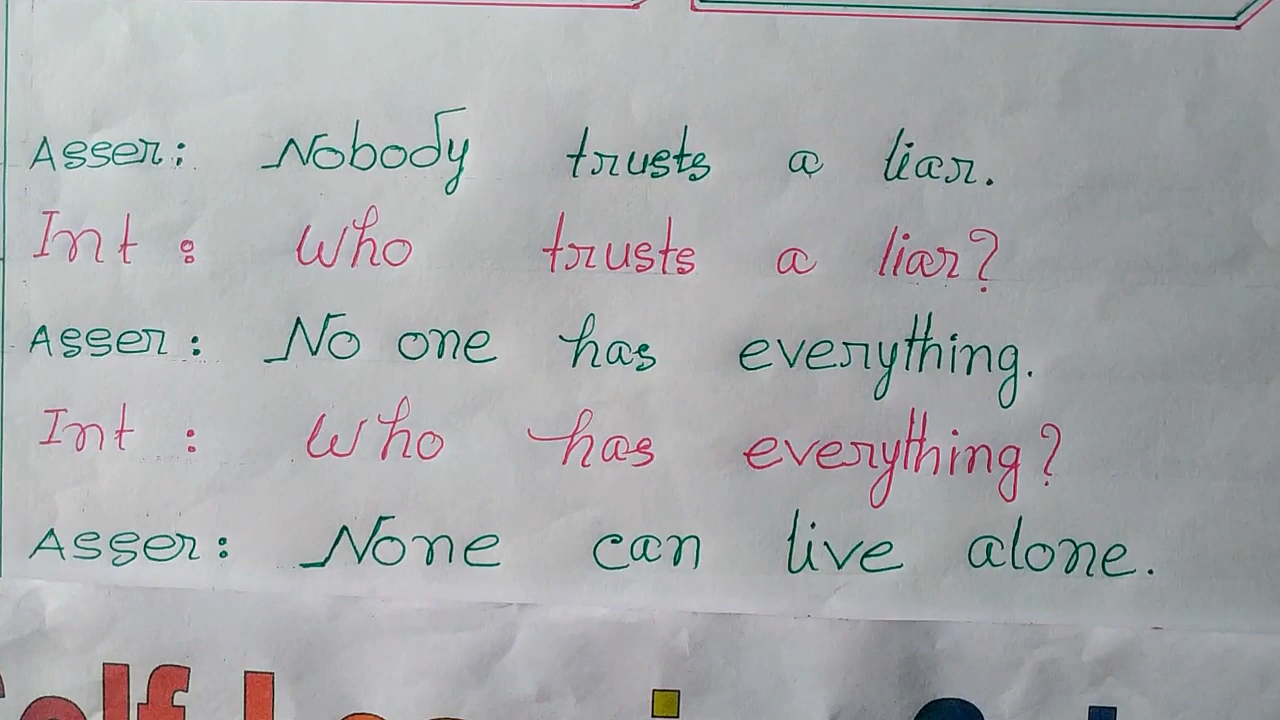 Asser: Nobody trusts a liar.
Int : Who trusts a liar?
Asser: No one has everything.
Int : Who has everything?
Asser: None can live alone.